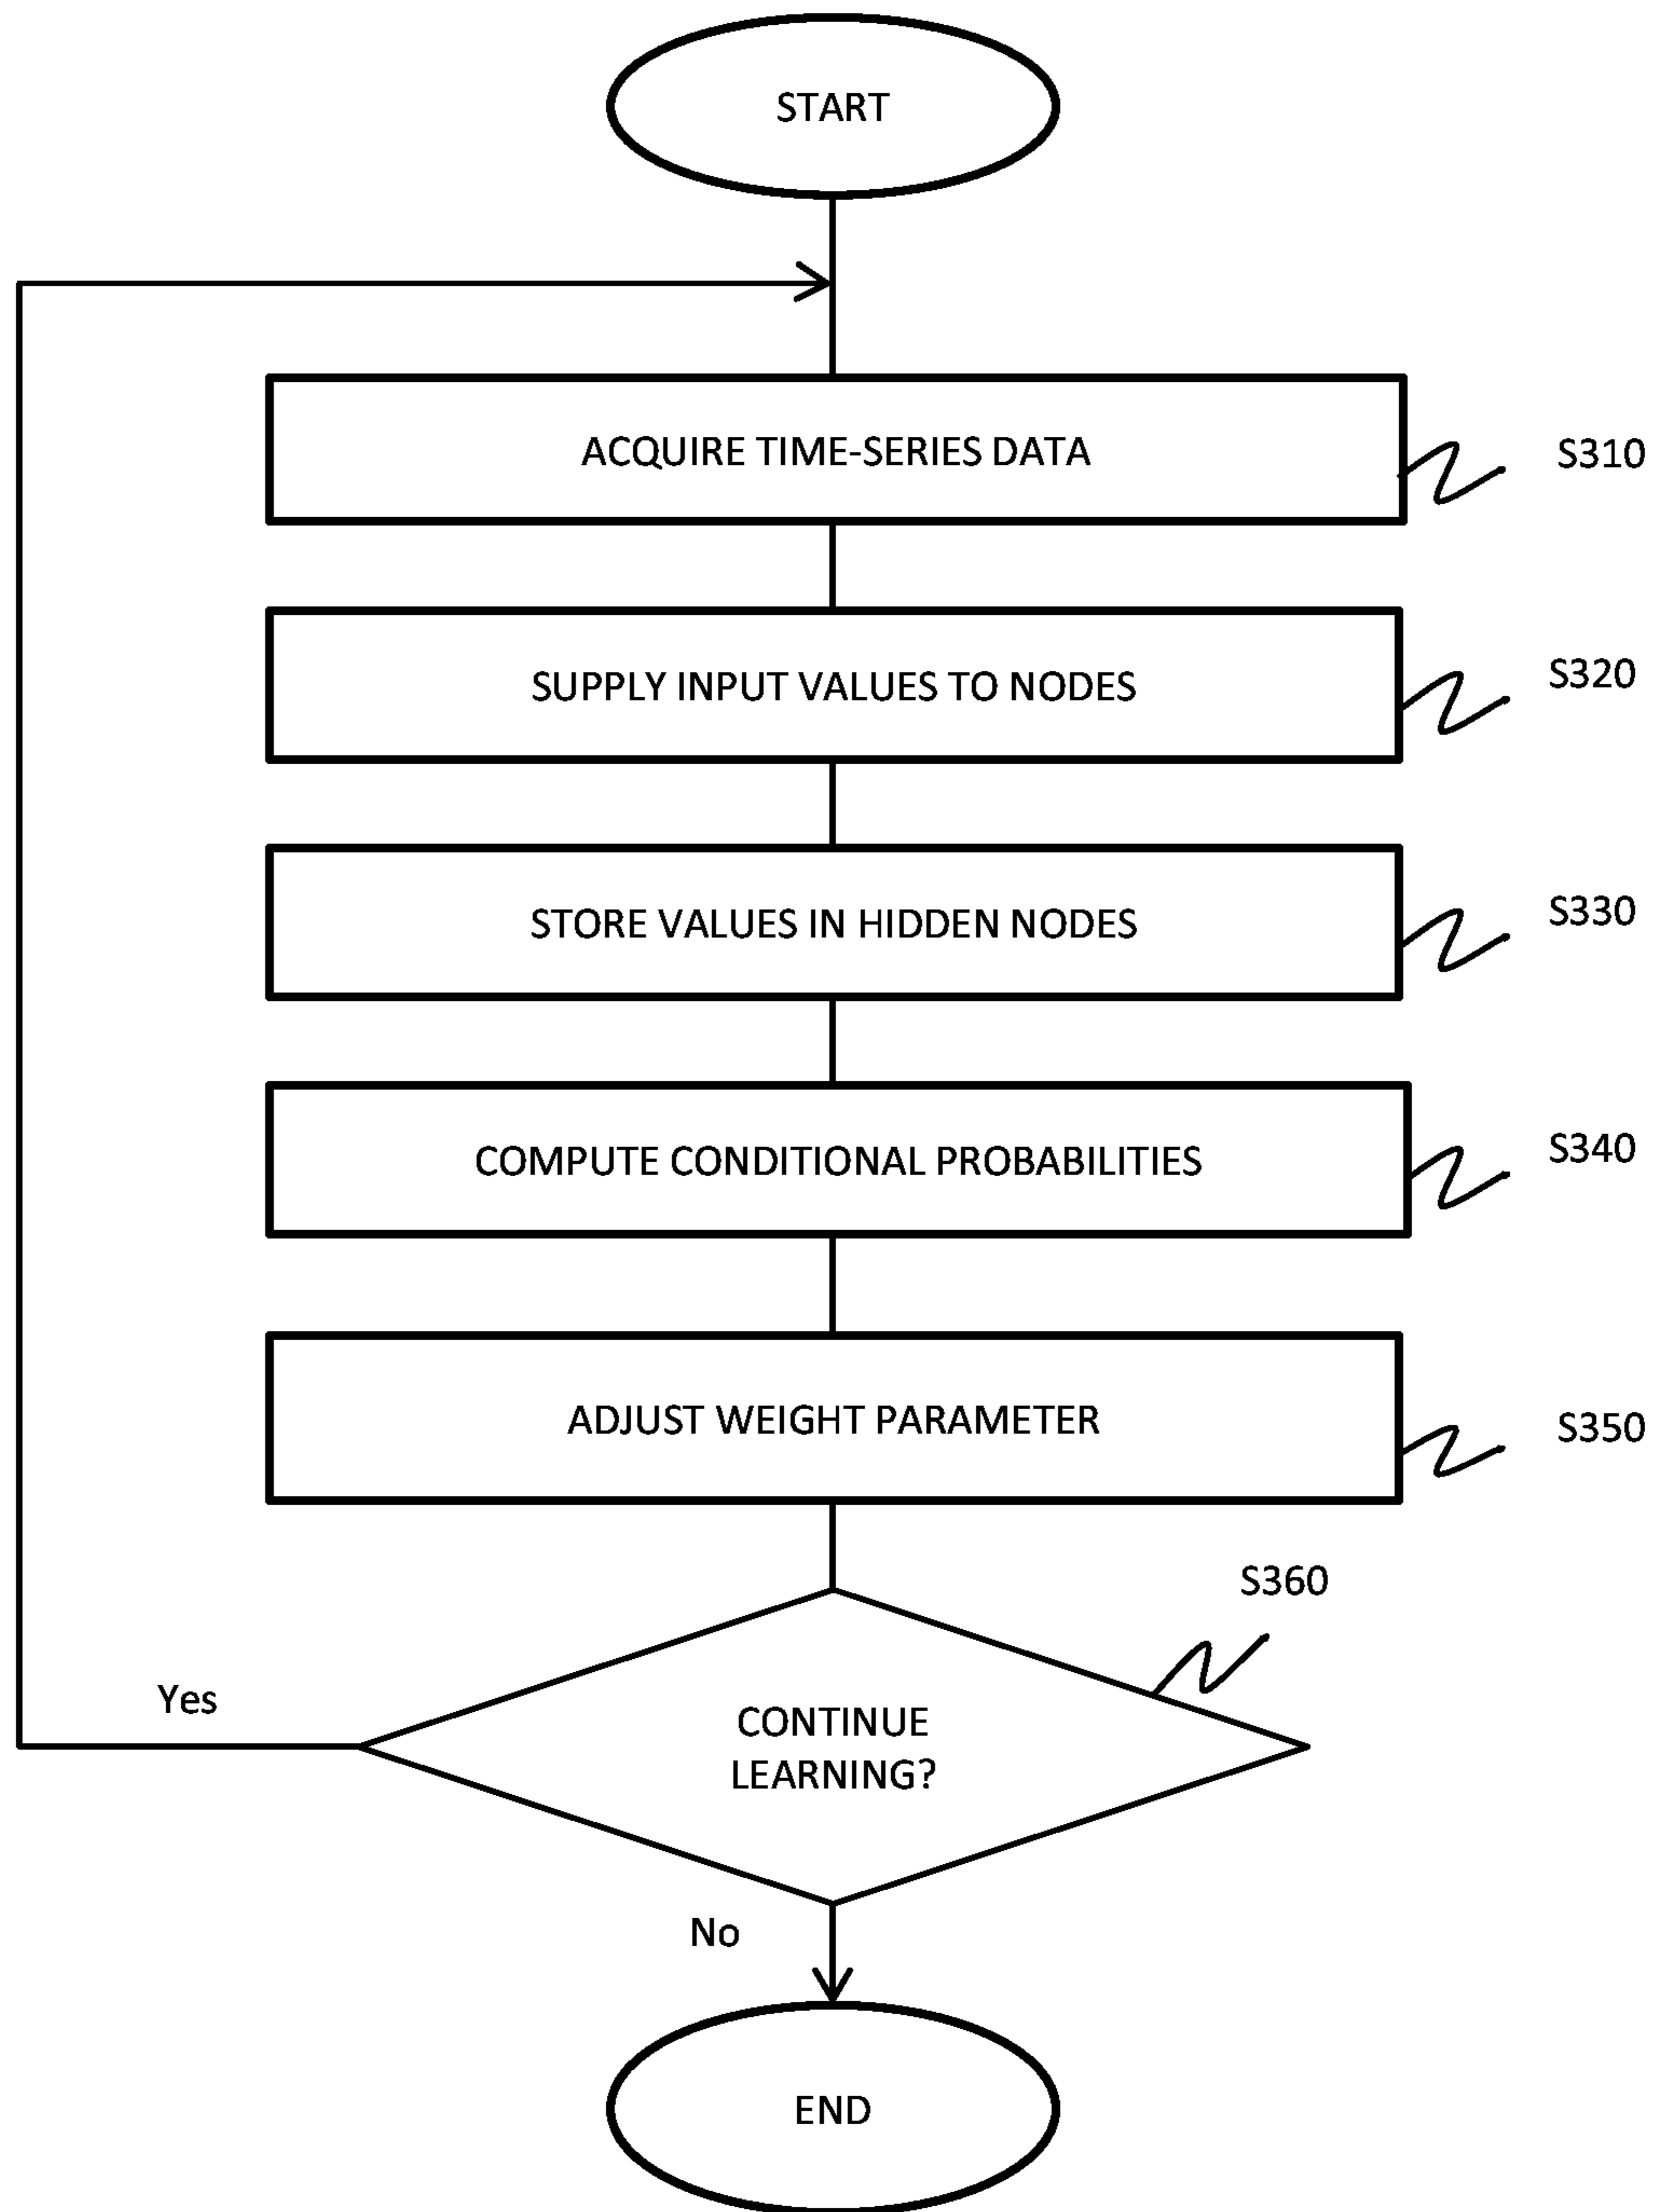 START
ACQUIRE TIME-SERIES DATA
S310
SUPPLY INPUT VALUES TO NODES
S320
STORE VALUES IN HIDDEN NODES
S330
COMPUTE CONDITIONAL PROBABILITIES
S340
ADJUST WEIGHT PARAMETER
S350
S360
Yes
CONTINUE
LEARNING?
No
END